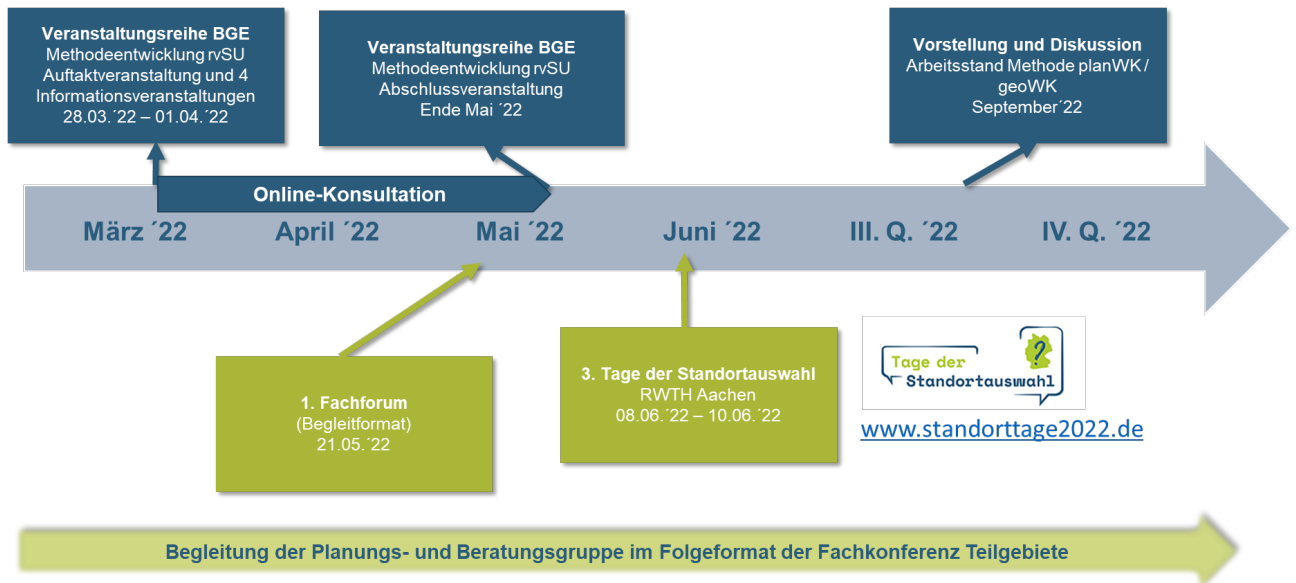 Veranstaltungsreihe BGE
Methodeentwicklung rvSU
Auftaktveranstaltung und 4
Informationsveranstaltungen
28.03.´22 – 01.04.´22
Veranstaltungsreihe BGE
Methodeentwicklung rvSU
Abschlussveranstaltung
Ende Mai ´22
Vorstellung und Diskussion
Arbeitsstand Methode planWK /
geoWK
September´22
Online-Konsultation
März ´22
April ´22
Mai ´22
Juni ´22
III. Q. ´22
IV. Q. ´22
1. Fachforum
(Begleitformat)
21.05.´22
3. Tage der Standortauswahl
RWTH Aachen
08.06.´22 – 10.06.´22
?
Tage der
Standortauswahl
www.standorttage2022.de
Begleitung der Planungs- und Beratungsgruppe im Folgeformat der Fachkonferenz Teilgebiete